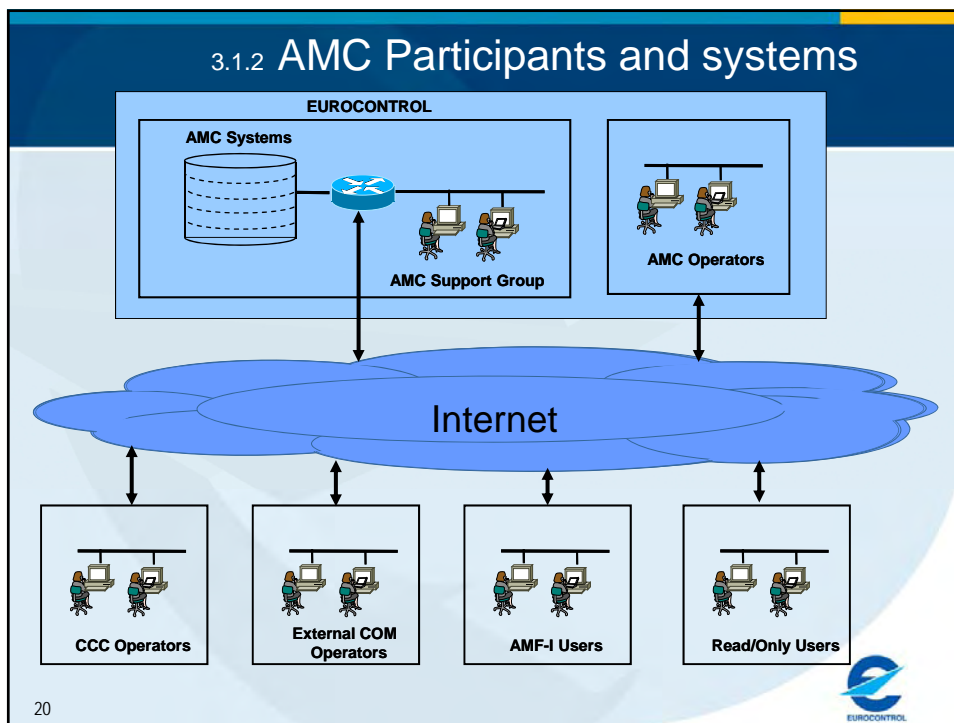 3.1.2 AMC Participants and systems
EUROCONTROL
AMC Systems
AMC Support Group
AMC Operators
Internet
CCC Operators
External COM
Operators
AMF-I Users
Read/Only Users
20
EUROCONTROL